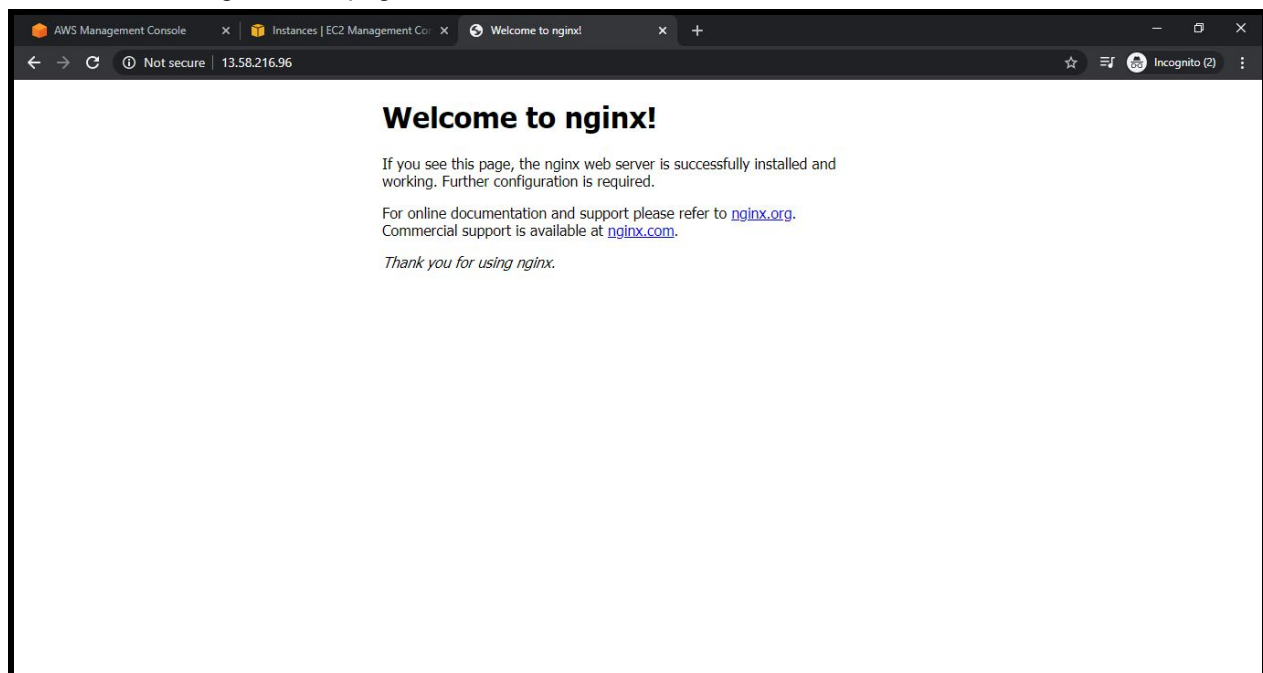 AWS Management Console
Instances | EC2 Management Cor
Welcome to nginx!
Not secure | 13.58.216.96
Incognito (2)
Welcome to nginx!
If you see this page, the nginx web server is successfully installed and
working. Further configuration is required.
For online documentation and support please refer to nginx.org.
Commercial support is available at nginx.com.
Thank you for using nginx.